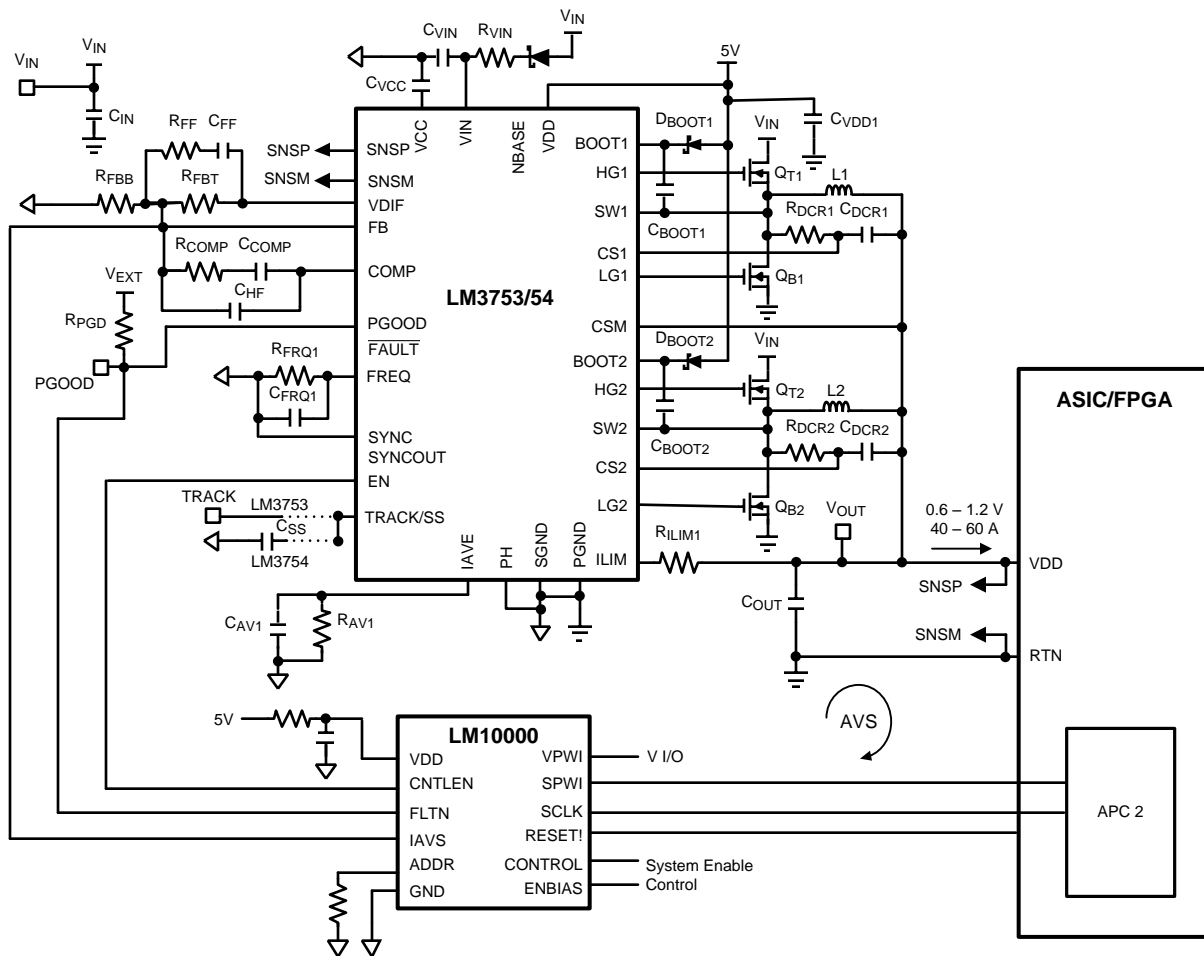 VIN
VIN
CIN
CVIN
RVIN
VIN
CVCC
5V
CVDD1
RFF
CFF
RFBB
RFBT
SNSP
SNSM
RCOMP
CCOMP
CHF
VEXT
RPGD
PGOOD
RFRQ1
CFRQ1
TRACK
LM3753
CSS
LM3754
CAV1
RAV1
LM3753/54
VCC
VIN
NBASE
VDD
SNSP
SNSM
VDIF
FB
COMP
PGOOD
FAULT
FREQ
SYNC
SYNCOUT
EN
TRACK/SS
IAVE
PH
SGND
PGND
BOOT1
HG1
SW1
CS1
LG1
CSM
BOOT2
HG2
SW2
CS2
LG2
ILIM
DBOOT1
VIN
QT1
L1
RDCR1
CDCR1
CBOOT1
QB1
DBOOT2
VIN
QT2
L2
RDCR2
CDCR2
CBOOT2
QB2
RILIM1
VOUT
0.6 – 1.2 V
40 – 60 A
COUT
SNSP
SNSM
AVS
ASIC/FPGA
VDD
RTN
APC 2
5V
LM10000
VDD
CNTLEN
FLTN
IAVS
ADDR
GND
VPWI
SPWI
SCLK
RESET!
CONTROL
ENBIAS
V I/O
System Enable
Control